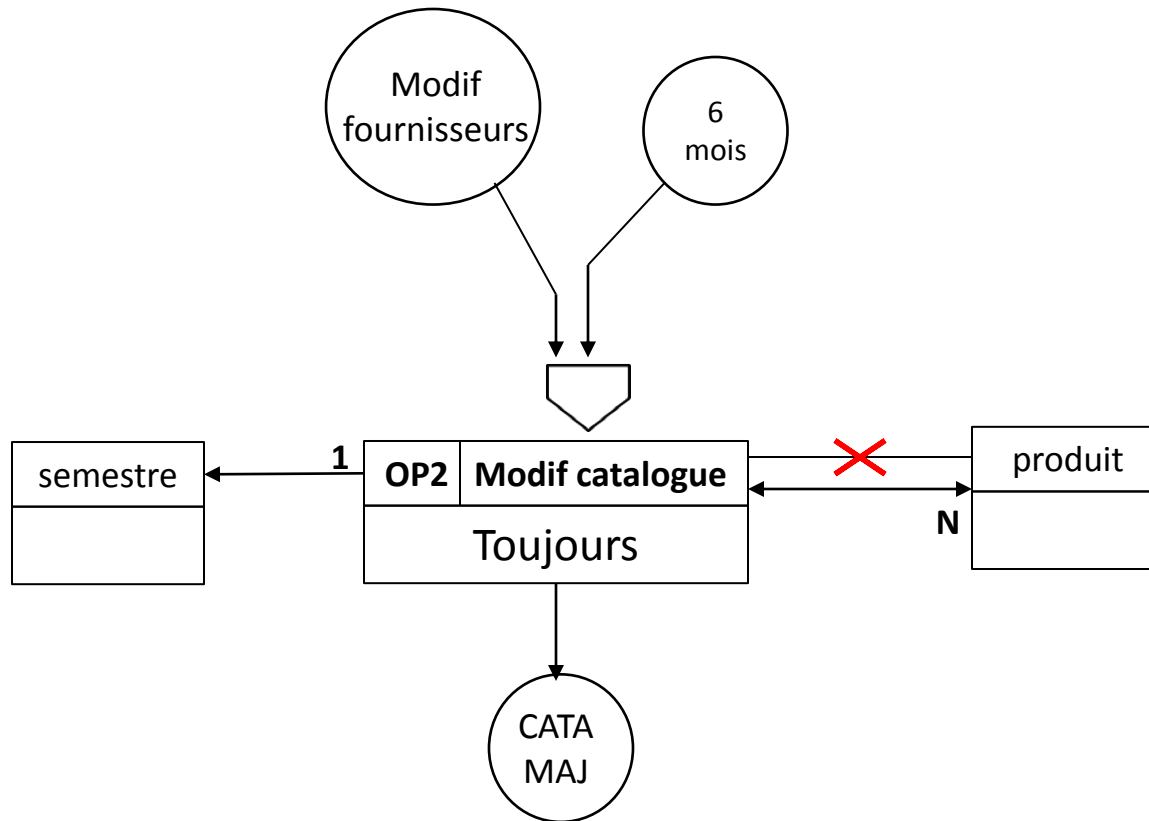 Modif
fournisseurs
6
mois
semestre
1
OP2
Modif catalogue
Toujours
produit
N
CATA
MAJ